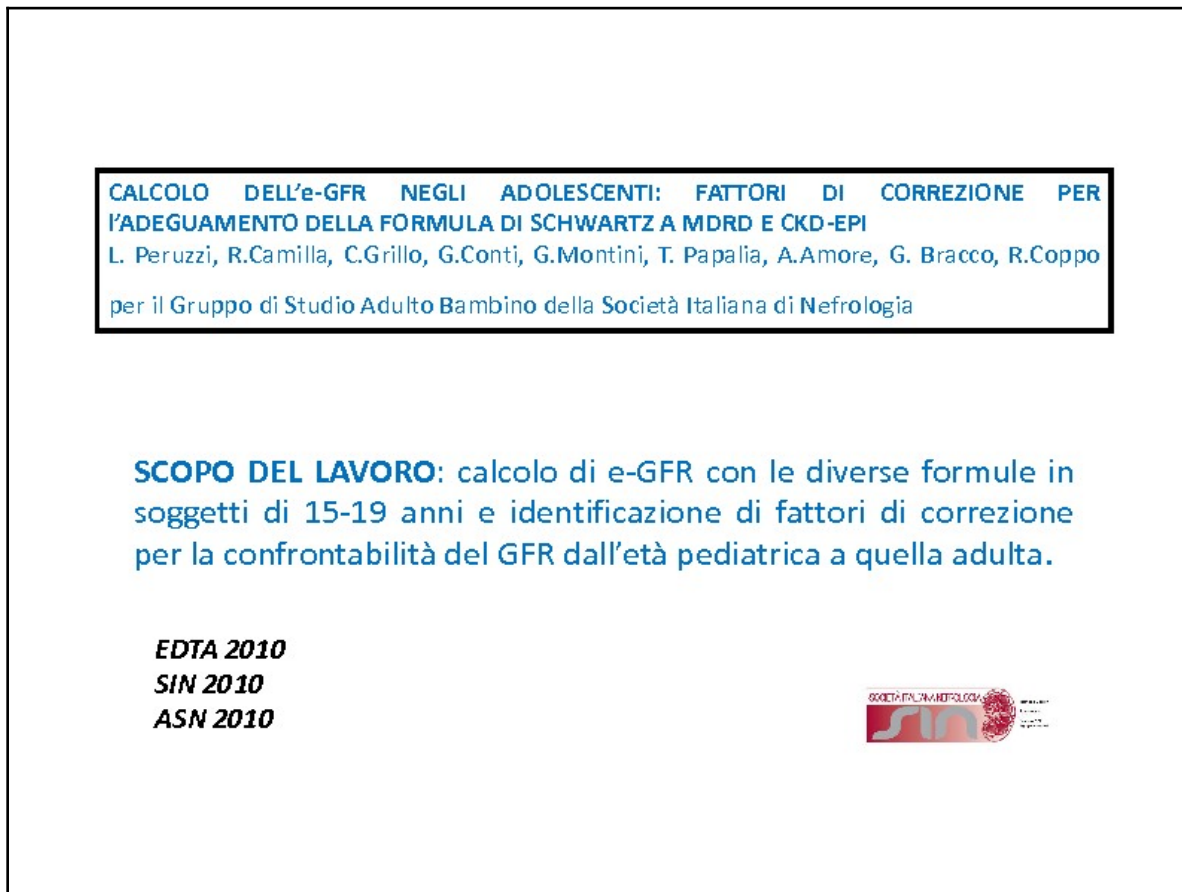 CALCOLO DELL'e-GFR NEGLI ADOLESCENTI: FATTORI DI CORREZIONE PER
l'ADEGUAMENTO DELLA FORMULA DI SCHWARTZ A MDRD E CKD-EPI
L. Peruzzi, R.Camilla, C.Grillo, G.Conti, G.Montini, T. Papalia, A.Amore, G. Bracco, R.Coppo
per il Gruppo di Studio Adulto Bambino della Società Italiana di Nefrologia
SCOPO DEL LAVORO: calcolo di e-GFR con le diverse formule in
soggetti di 15-19 anni e identificazione di fattori di correzione
per la confrontabilità del GFR dall'età pediatrica a quella adulta.
EDTA 2010
SIN 2010
ASN 2010
SOCIETÀ ITALIANA NEFROLOGIA
sin